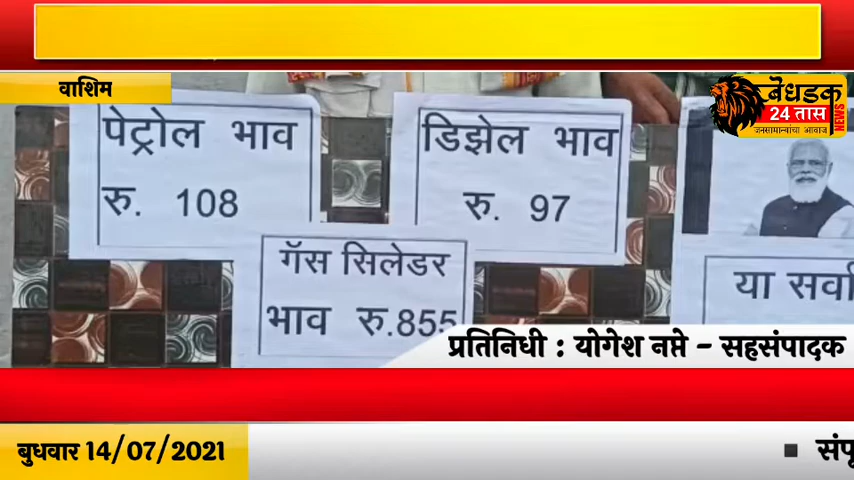 वाशिम
बेधडक
24 तास
NEWS
जनसामान्यांचा आवाज
पेट्रोल भाव
रु. 108
डिझेल भाव
रु. 97
गॅस सिलेडर
भाव रु.855
या सर्वा
प्रतिनिधी : योगेश नप्ते - सहसंपादक
बुधवार 14/07/2021
▪ संपू